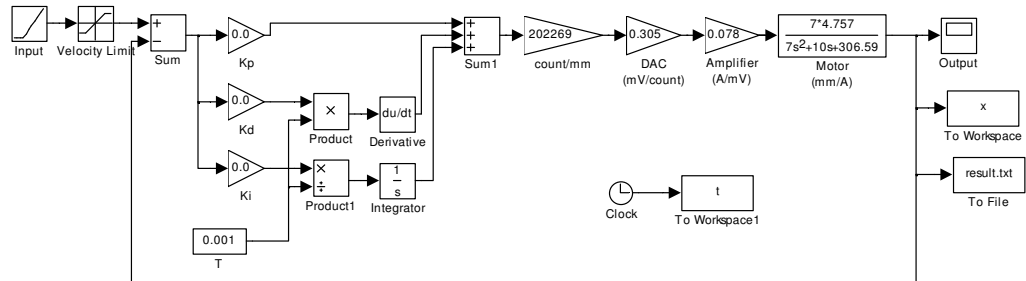 Input
Velocity Limit
+
−
Sum
0.0
Kp
0.0
Kd
0.0
Ki
×
Product
du/dt
Derivative
×
÷
Product1
1
s
Integrator
0.001
T
+
+
+
Sum1
202269
count/mm
0.305
DAC
(mV/count)
0.078
Amplifier
(A/mV)
7*4.757
7s2+10s+306.59
Motor
(mm/A)
Output
x
To Workspace
result.txt
To File
Clock
t
To Workspace1